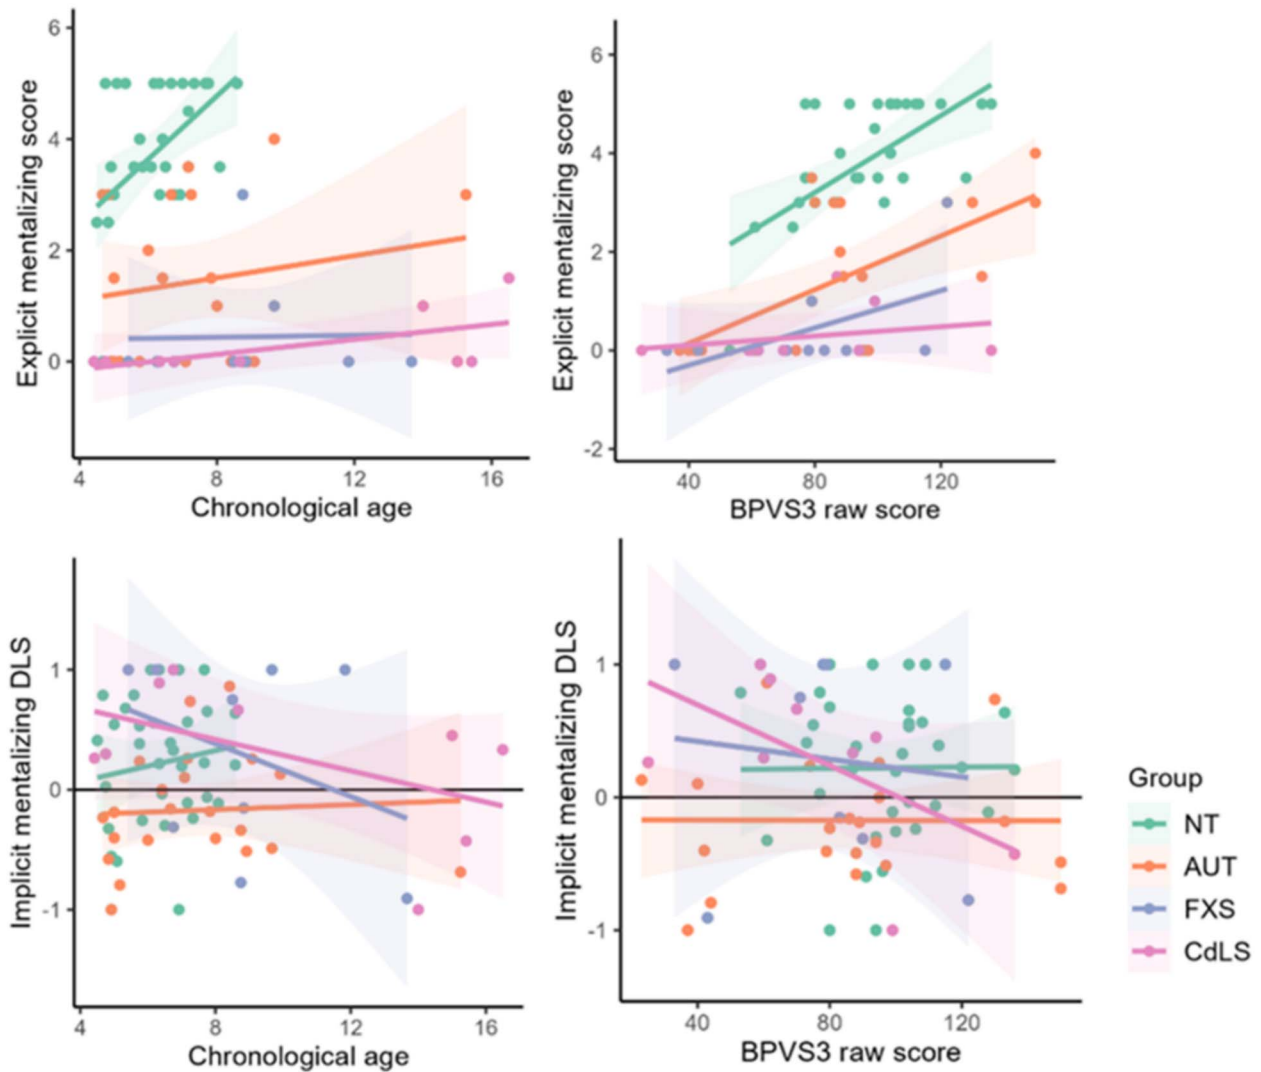 6
4
2
0
4
8
12
16
Explicit mentalizing score
Chronological age
6
4
2
0
-2
40
80
120
Explicit mentalizing score
BPVS3 raw score
1
0
-1
4
8
12
16
Implicit mentalizing DLS
Chronological age
1
0
-1
40
80
120
Implicit mentalizing DLS
BPVS3 raw score
Group
NT
AUT
FXS
CdLS